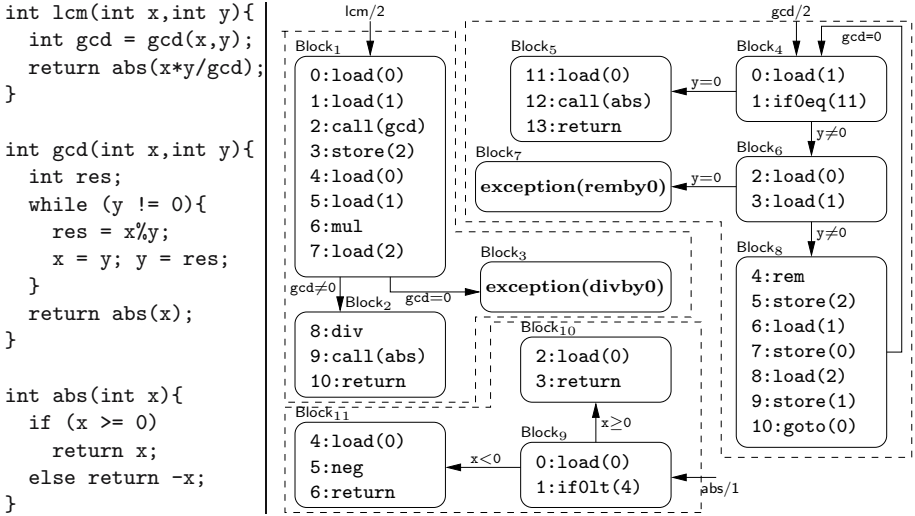 int lcm(int x,int y){
int gcd = gcd(x,y);
return abs(x*y/gcd);
}
int gcd(int x,int y){
int res;
while (y != 0){
res = x%y;
x = y; y = res;
}
return abs(x);
}
int abs(int x){
if (x >= 0)
return x;
else return -x;
}
lcm/2
Block₁
0:load(0)
1:load(1)
2:call(gcd)
3:store(2)
4:load(0)
5:load(1)
6:mul
7:load(2)
gcd≠0
gcd=0
Block₂
8:div
9:call(abs)
10:return
Block₃
exception(divby0)
gcd/2
gcd=0
Block₄
0:load(1)
1:if0eq(11)
y=0
y≠0
Block₅
11:load(0)
12:call(abs)
13:return
Block₆
2:load(0)
3:load(1)
y=0
y≠0
Block₇
exception(remby0)
Block₈
4:rem
5:store(2)
6:load(1)
7:store(0)
8:load(2)
9:store(1)
10:goto(0)
Block₁₀
2:load(0)
3:return
x≥0
Block₉
0:load(0)
1:if0lt(4)
abs/1
x<0
Block₁₁
4:load(0)
5:neg
6:return